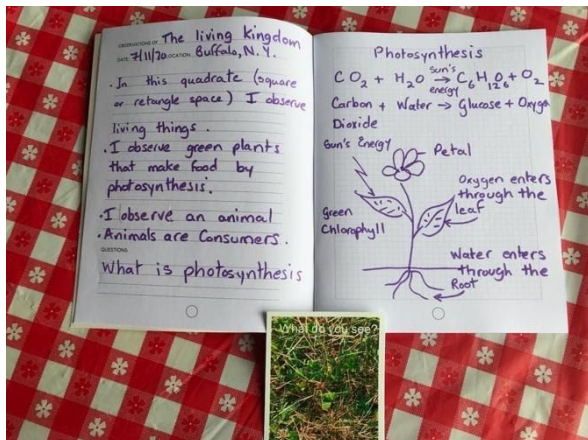 OBSERVATIONS OF The living kingdom
DATE 7/11/20 LOCATION Buffalo, N.Y.
• In this quadrate (square
or retangle space) I observe
living things.
• I observe green plants
that make food by
photosynthesis.
• I observe an animal
• Animals are Consumers.
QUESTIONS
What is photosynthesis
Photosynthesis
CO2 + H2O Sun's energy → C6H12O6 + O2
Carbon + Water → Glucose + Oxygen
Dioxide
Sun's Energy
Petal
Oxygen enters
through the
leaf
Green
Chlorophyll
Water enters
through the
Root
What do you see?